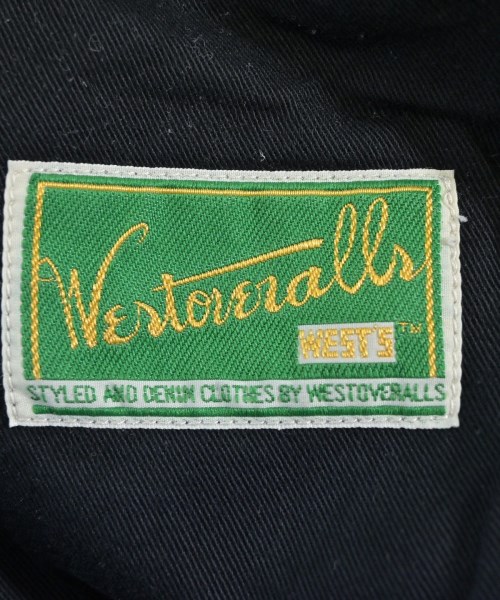 Westoveralls
WEST'S™
STYLED AND DENIM CLOTHES BY WESTOVERALLS